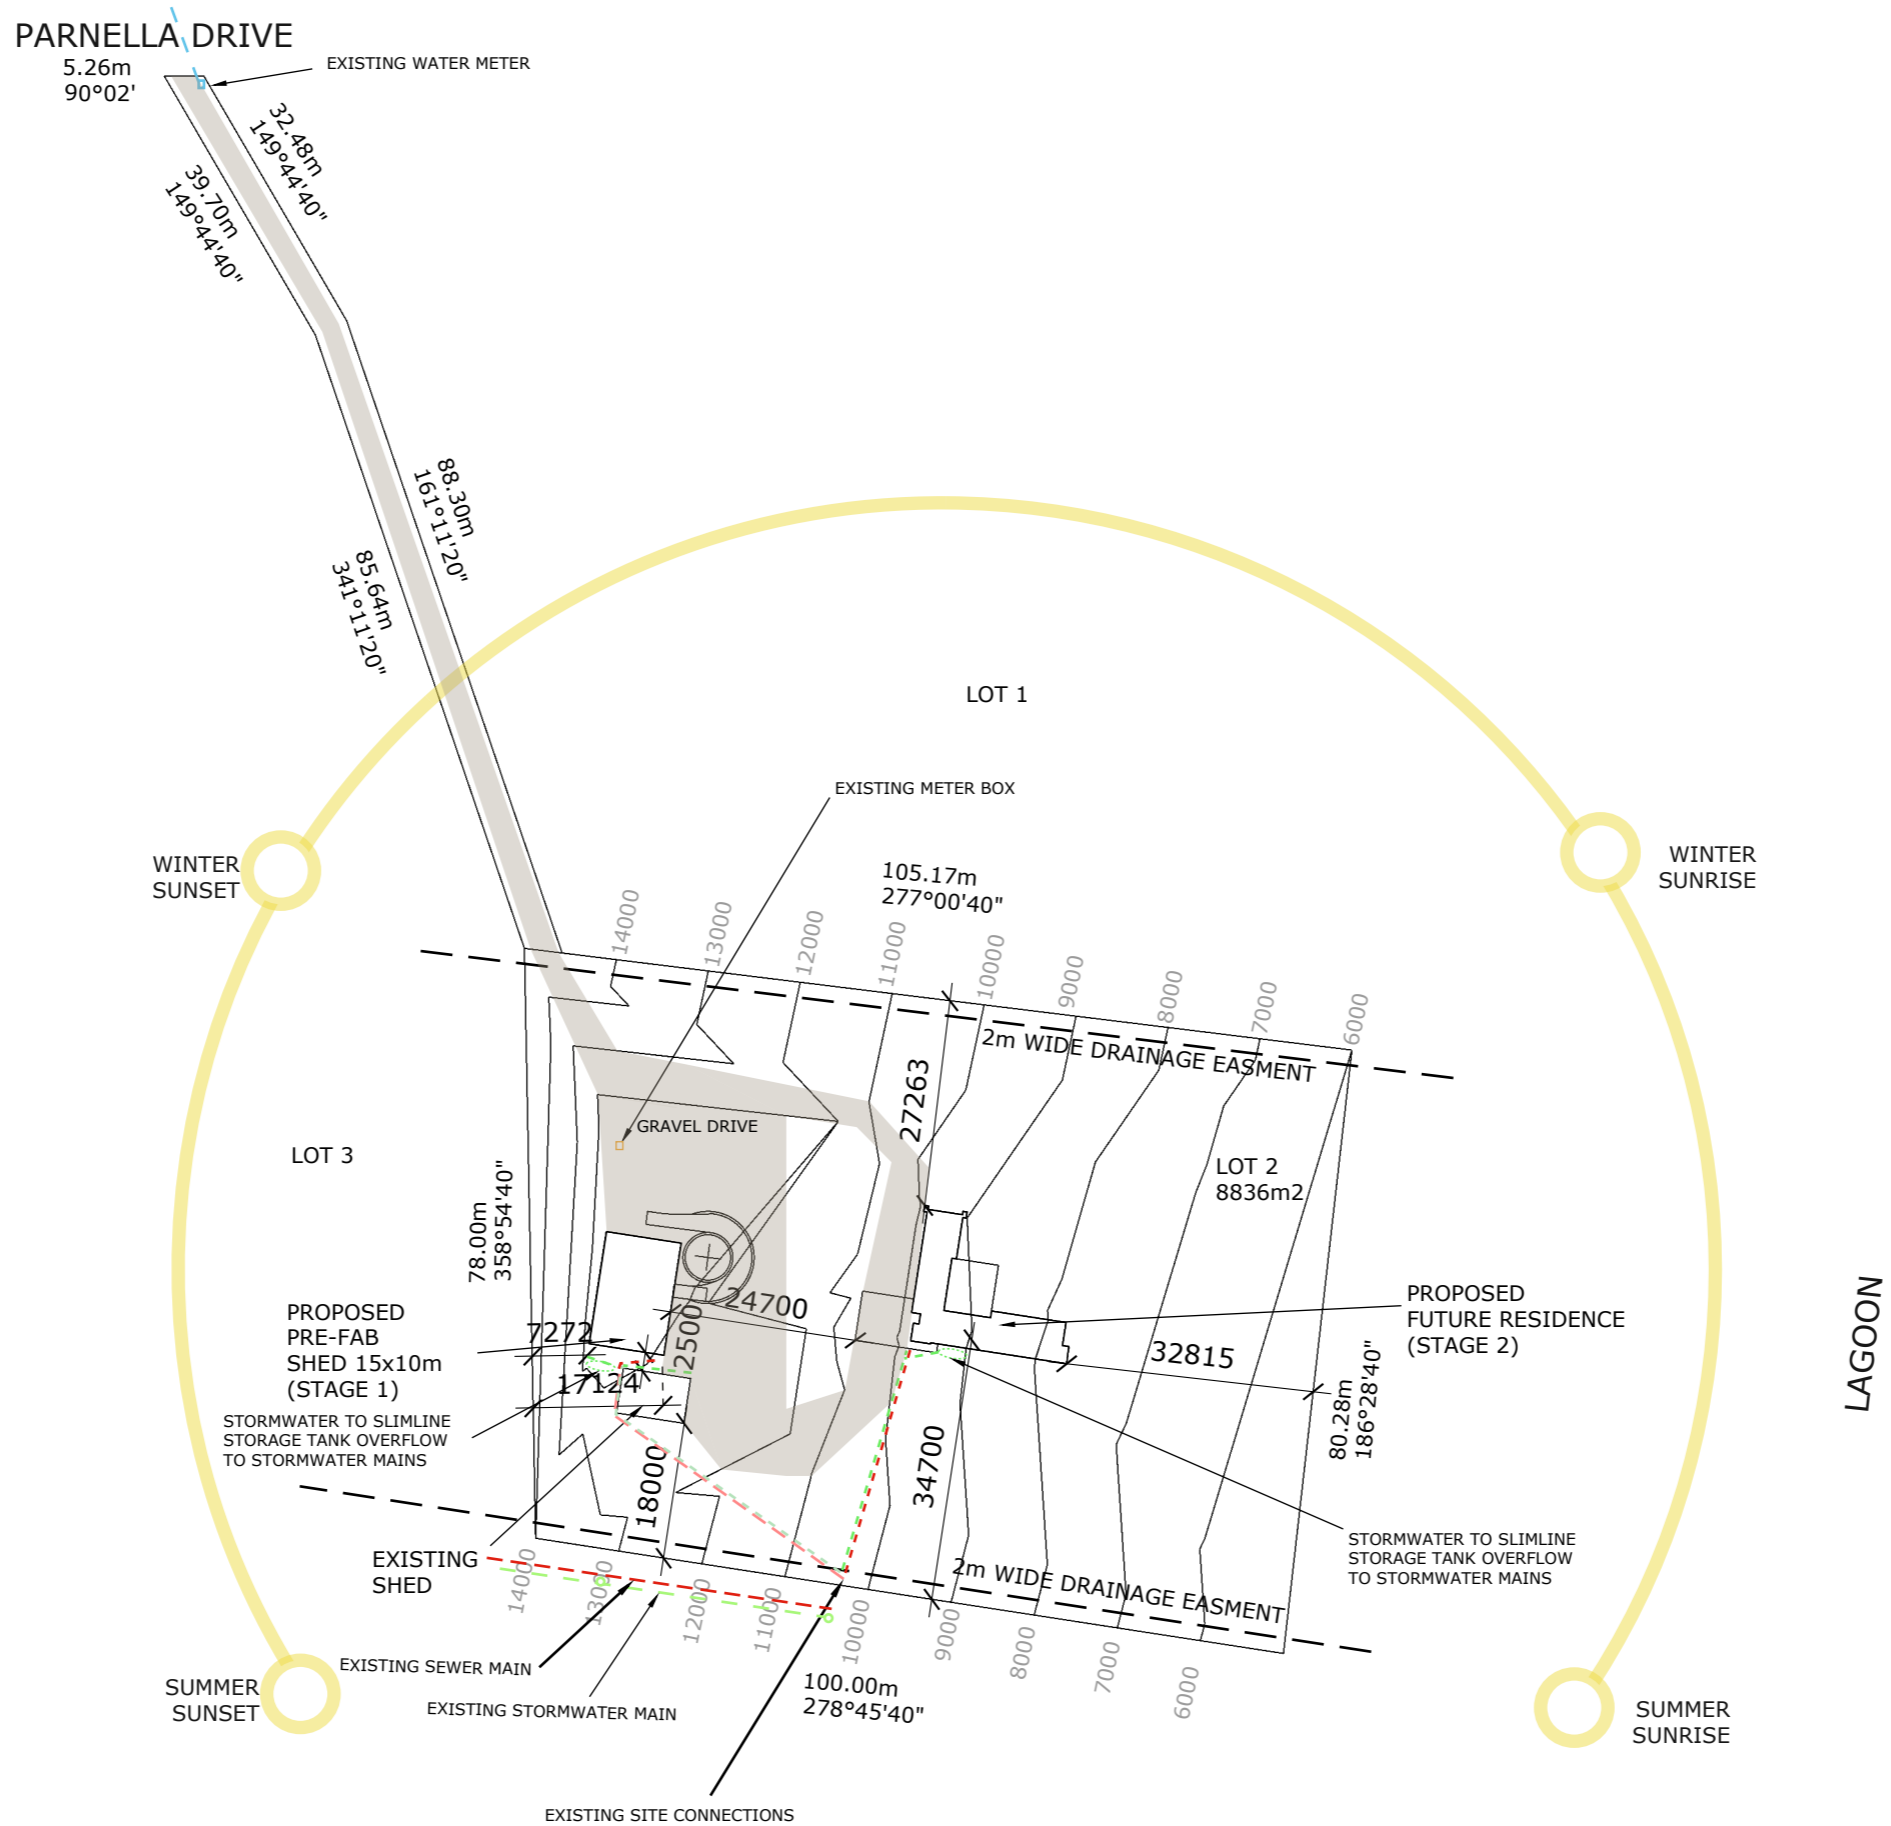 PARNELLA DRIVE
5.26m
90°02'
EXISTING WATER METER
32.48m
149°44'40"
39.70m
149°44'40"
88.30m
161°11'20"
85.64m
341°11'20"
LOT 1
EXISTING METER BOX
WINTER
SUNSET
WINTER
SUNRISE
105.17m
277°00'40"
14000
13000
12000
11000
10000
9000
8000
7000
6000
2m WIDE DRAINAGE EASMENT
27263
GRAVEL DRIVE
LOT 3
LOT 2
8836m2
78.00m
358°54'40"
24700
2500
7272
17124
PROPOSED
PRE-FAB
SHED 15x10m
(STAGE 1)
PROPOSED
FUTURE RESIDENCE
(STAGE 2)
32815
80.28m
186°28'40"
LAGOON
STORMWATER TO SLIMLINE
STORAGE TANK OVERFLOW
TO STORMWATER MAINS
18000
34700
STORMWATER TO SLIMLINE
STORAGE TANK OVERFLOW
TO STORMWATER MAINS
EXISTING
SHED
2m WIDE DRAINAGE EASMENT
14000
13000
12000
11000
10000
9000
8000
7000
6000
EXISTING SEWER MAIN
EXISTING STORMWATER MAIN
100.00m
278°45'40"
SUMMER
SUNSET
SUMMER
SUNRISE
EXISTING SITE CONNECTIONS